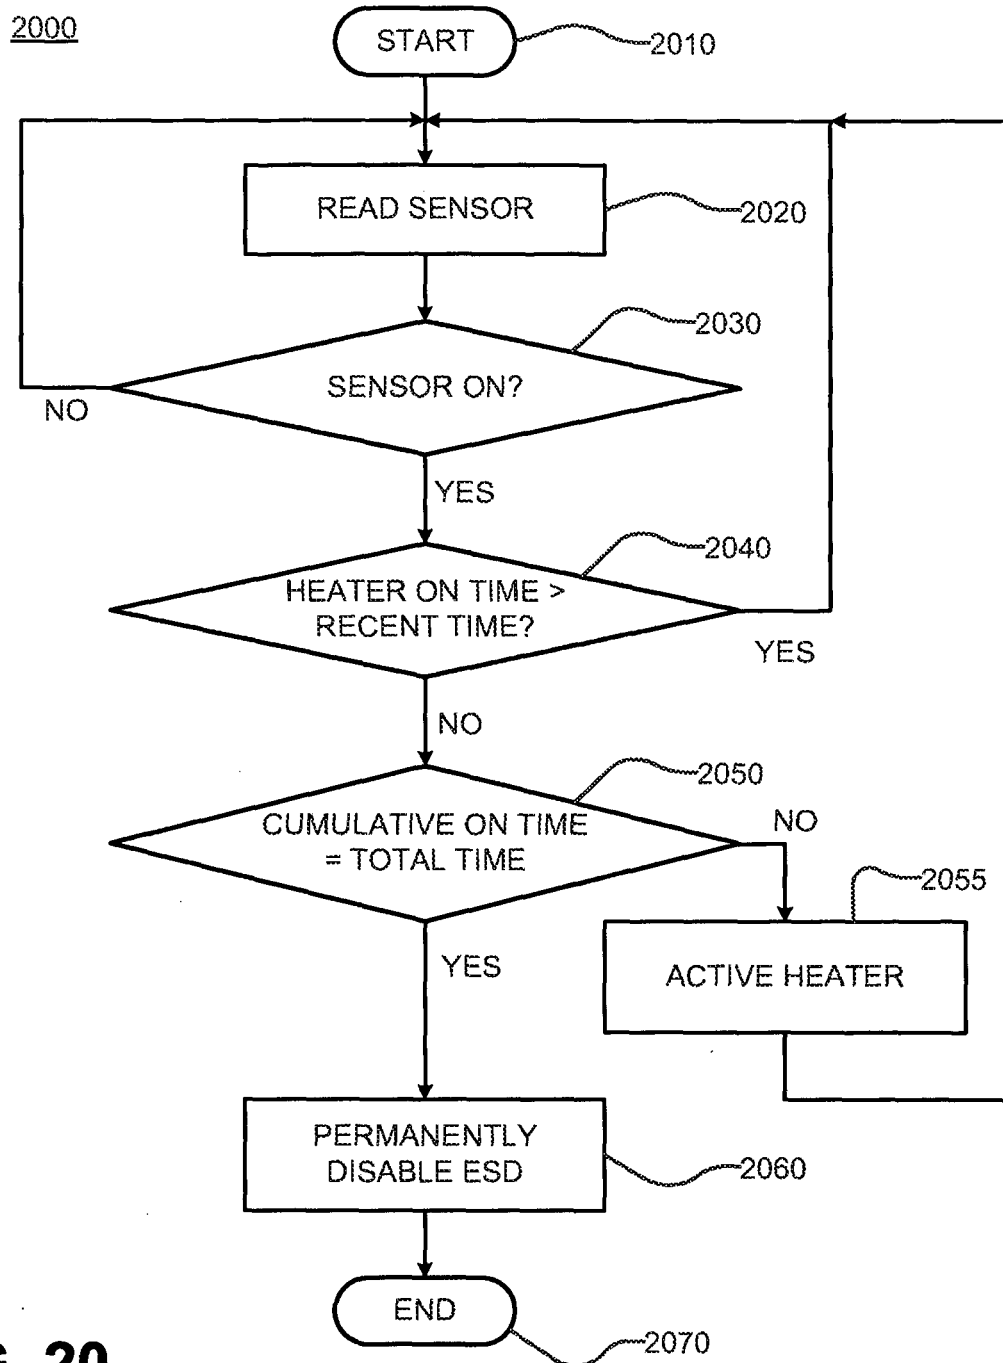 2000
START
2010
READ SENSOR
2020
SENSOR ON?
2030
NO
YES
HEATER ON TIME >
RECENT TIME?
2040
YES
NO
CUMULATIVE ON TIME
= TOTAL TIME
2050
NO
YES
ACTIVE HEATER
2055
PERMANENTLY
DISABLE ESD
2060
END
2070
20